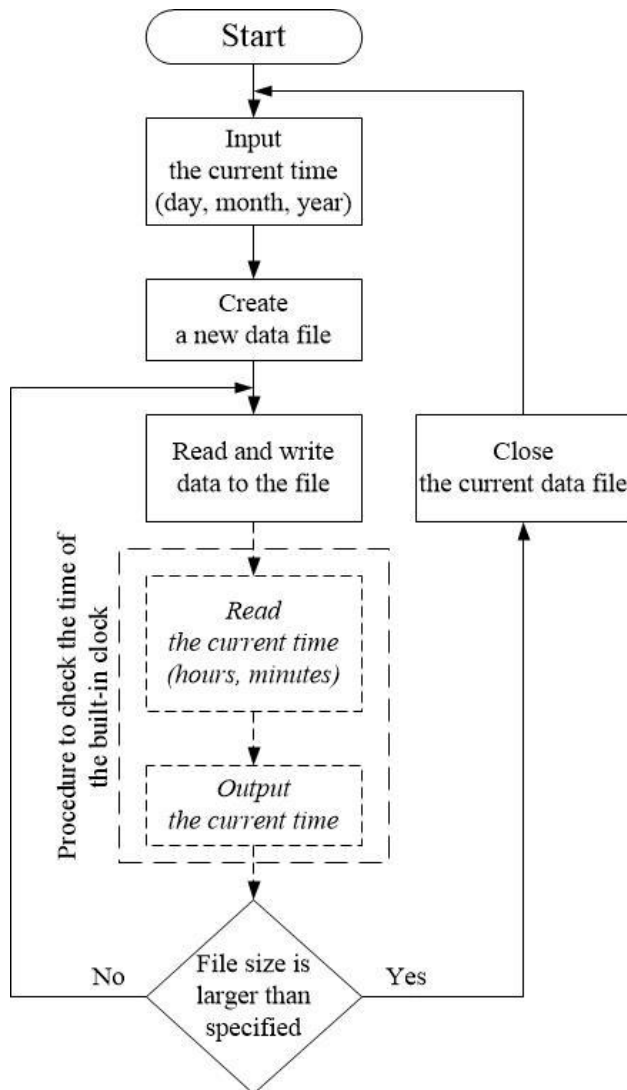 Start
Input
the current time
(day, month, year)
Create
a new data file
Read and write
data to the file
Close
the current data file
Procedure to check the time of
the built-in clock
Read
the current time
(hours, minutes)
Output
the current time
No
File size is
larger than
specified
Yes